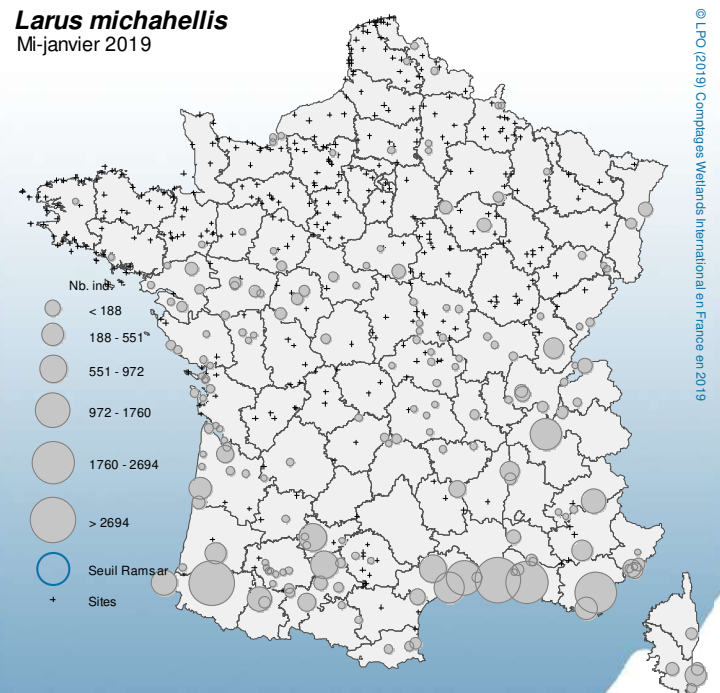 Larus michahellis
Mi-janvier 2019
© LPO (2019) Comptages Wetlands International en France en 2019
Nb. ind.
< 188
188 - 551
551 - 972
972 - 1760
1760 - 2694
> 2694
Seuil Ramsar
Sites